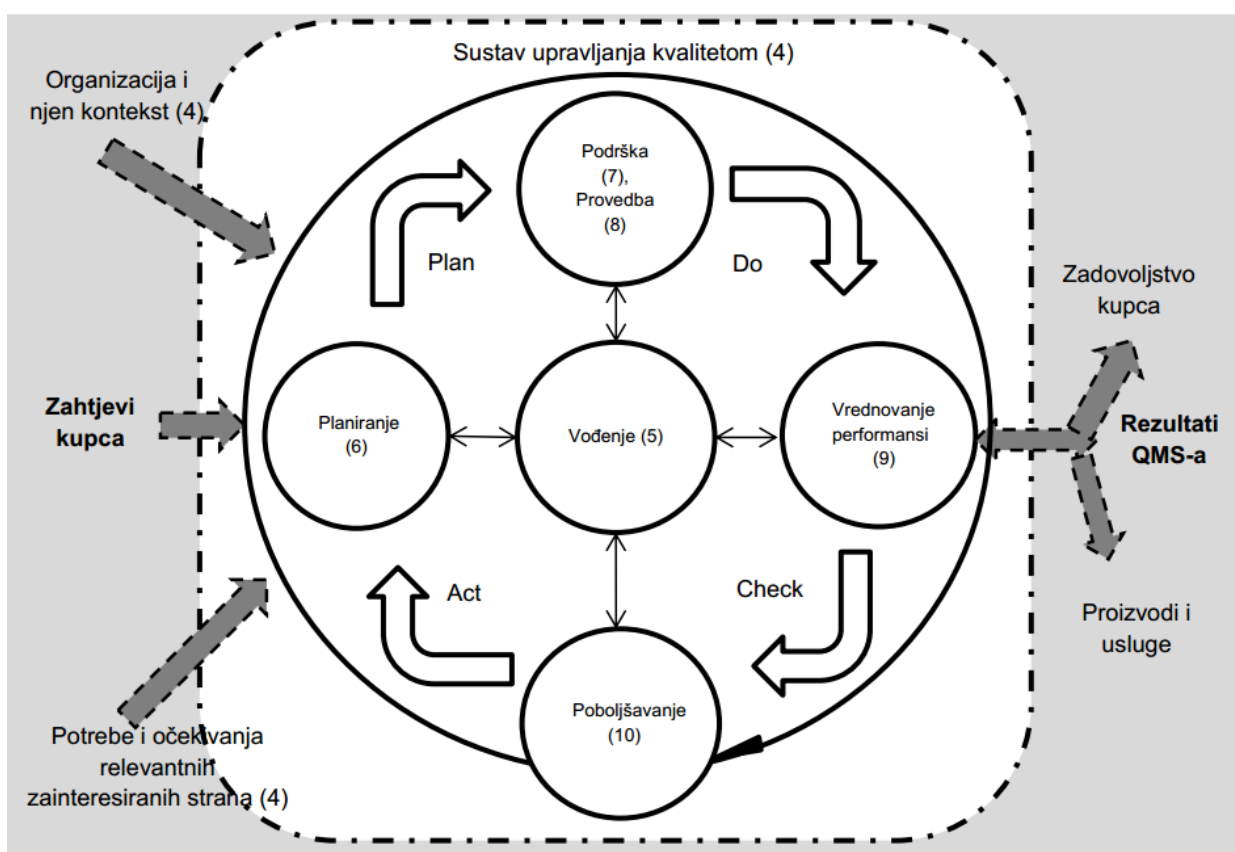 Sustav upravljanja kvalitetom (4)
Organizacija i
njen kontekst (4)
Podrška
(7),
Provedba
(8)
Plan
Do
Zadovoljstvo
kupca
Zahtjevi
kupca
Planiranje
(6)
Vođenje (5)
Vrednovanje
performansi
(9)
Rezultati
QMS-a
Act
Check
Proizvodi i
usluge
Poboljšavanje
(10)
Potrebe i očekivanja
relevantnih
zainteresiranih strana (4)